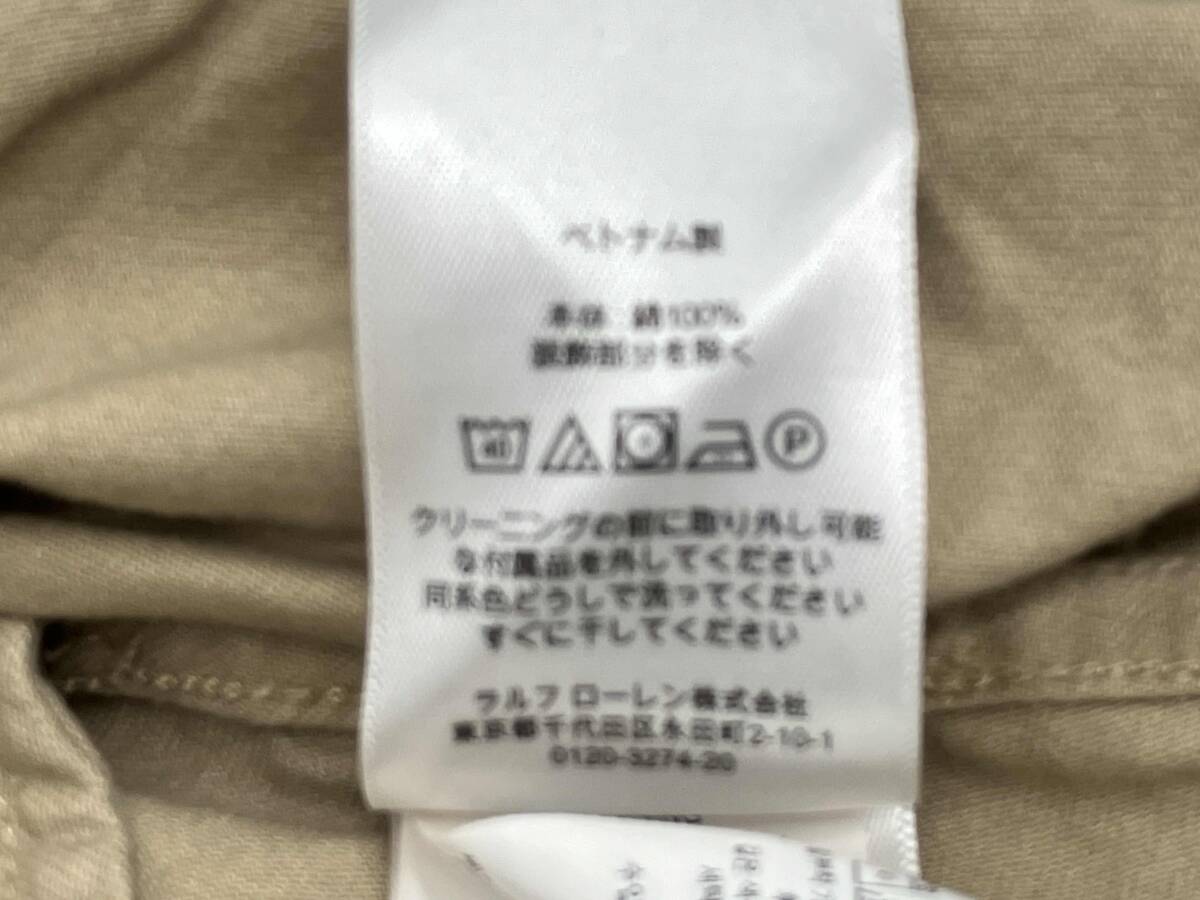 ベトナム製
本体 : 綿100%
装飾部分を除く
40
P
クリーニングの前に取り外し可能
な付属品を外してください
同系色どうしで洗ってください
すぐに干してください
ラルフ ローレン株式会社
東京都千代田区永田町2-10-1
0120-3274-20